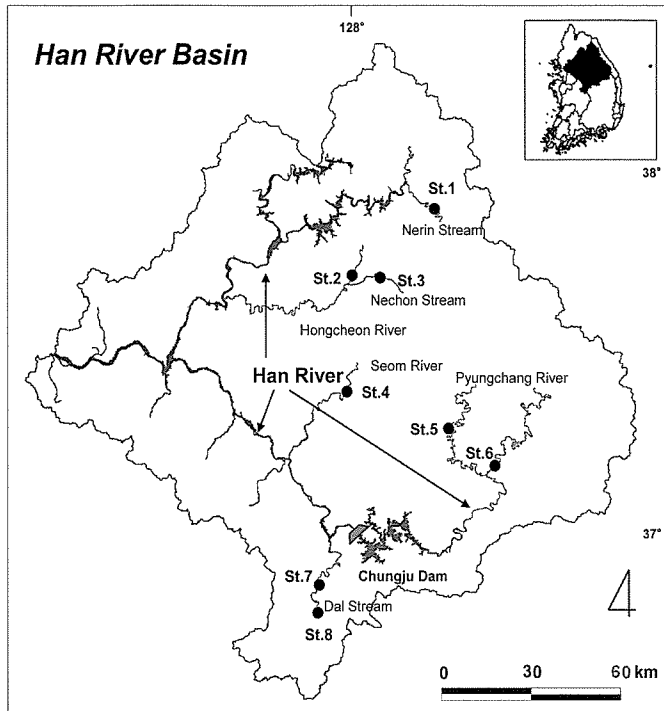 128°
Han River Basin
38°
St.1
Nerin Stream
St.2
St.3
Nechon Stream
Hongcheon River
Seom River
Han River
St.4
Pyungchang River
St.5
St.6
37°
Chungju Dam
St.7
Dal Stream
St.8
0 30 60 km